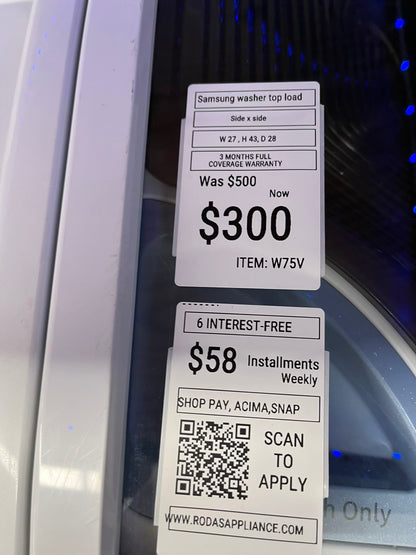 Samsung washer top load
Side x side
W 27 , H 43, D 28
3 MONTHS FULL
COVERAGE WARRANTY
Was $500
Now
$300
ITEM: W75V
6 INTEREST-FREE
$58 Installments
Weekly
SHOP PAY, ACIMA,SNAP
SCAN
TO
APPLY
WWW.RODASAPPLIANCE.COM
Only